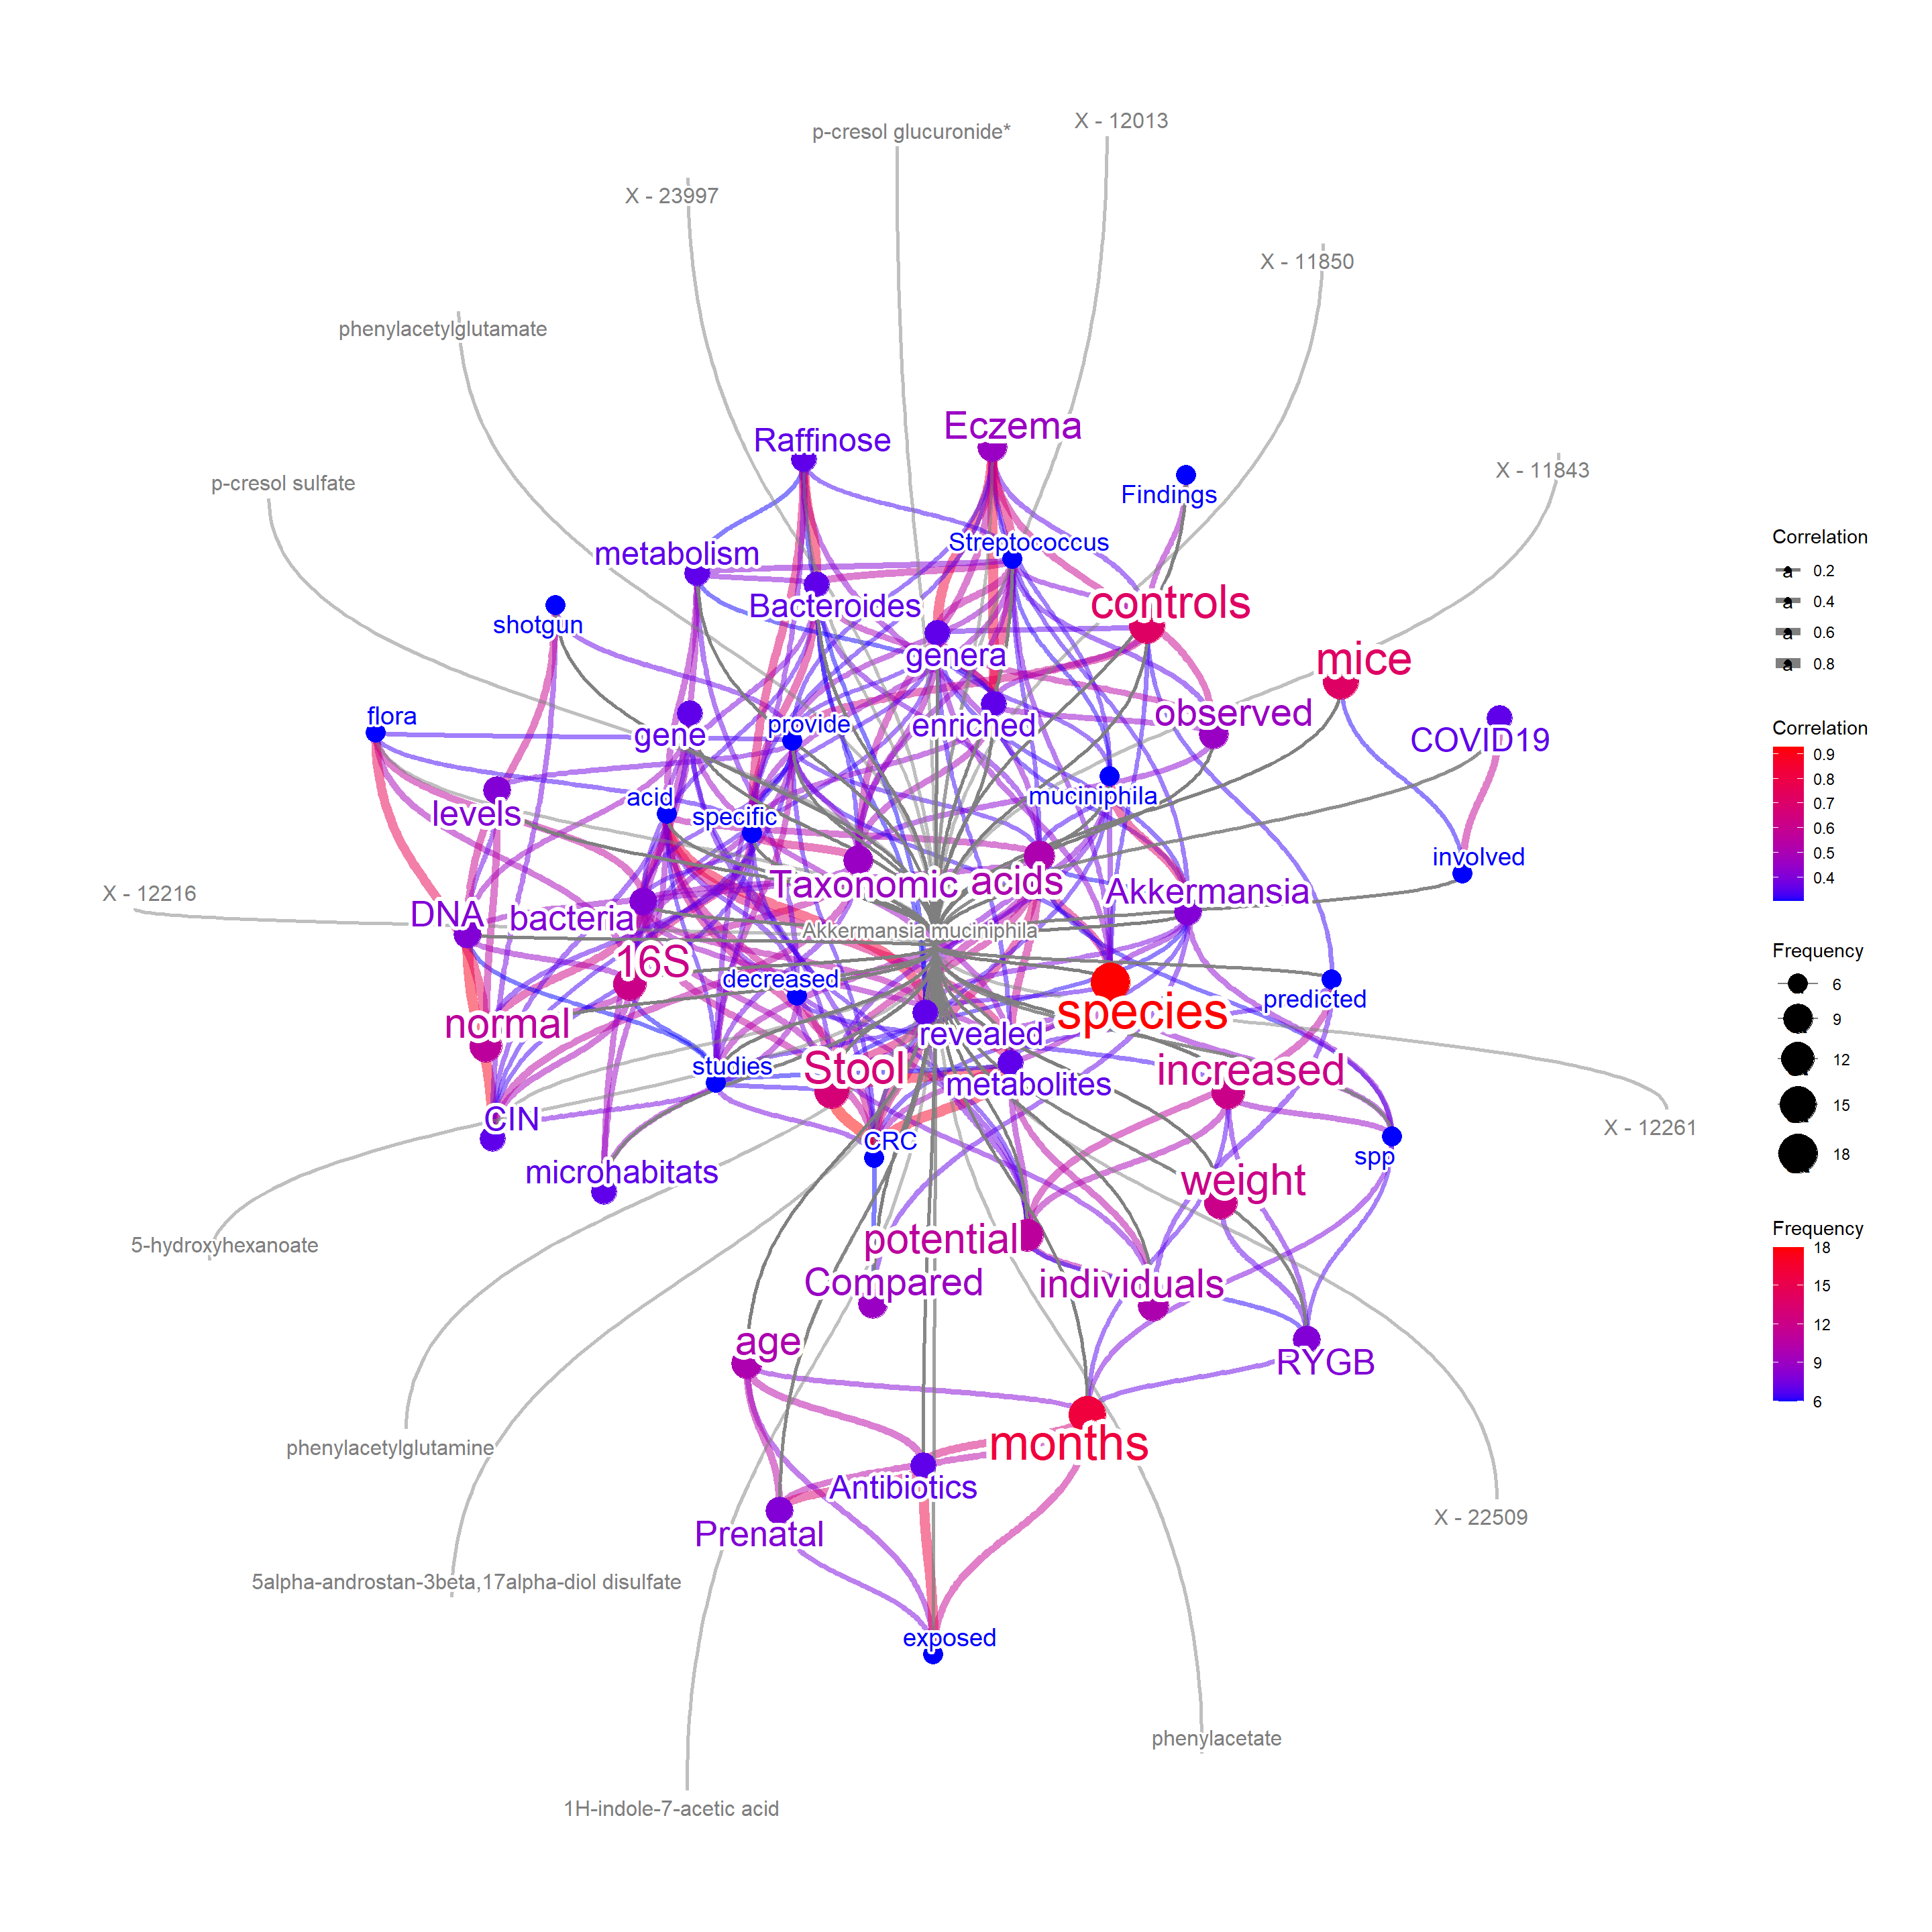 X - 12013
p-cresol glucuronide*
X - 23997
X - 11850
phenylacetylglutamate
Eczema
Raffinose
X - 11843
p-cresol sulfate
Findings
Streptococcus
metabolism
Bacteroides
controls
shotgun
genera
mice
flora
provide
enriched
observed
gene
COVID19
acid
muciniphila
levels
specific
involved
Taxonomic
acids
Akkermansia
X - 12216
DNA
bacteria
Akkermansia muciniphila
16S
decreased
predicted
species
normal
revealed
studies
Stool
increased
metabolites
CIN
X - 12261
CRC
spp
microhabitats
weight
potential
5-hydroxyhexanoate
Compared
individuals
age
RYGB
months
phenylacetylglutamine
Antibiotics
X - 22509
Prenatal
5alpha-androstan-3beta,17alpha-diol disulfate
exposed
phenylacetate
1H-indole-7-acetic acid
Correlation
a 0.2
a 0.4
a 0.6
a 0.8
Correlation
0.9
0.8
0.7
0.6
0.5
0.4
Frequency
6
9
12
15
18
Frequency
18
15
12
9
6